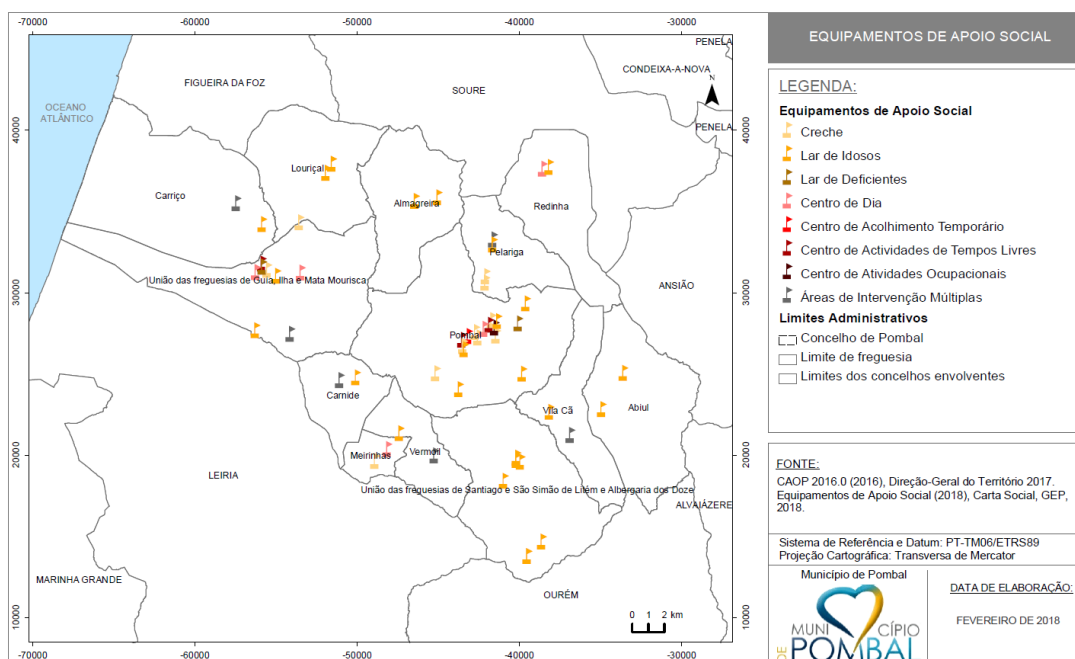 -70000
-60000
-50000
-40000
-30000
PENELA
CONDEIXA-A-NOVA
FIGUEIRA DA FOZ
SOURE
N
OCEANO
ATLÂNTICO
PENELA
40000
40000
Louriçal
Carriço
Almagreira
Redinha
Pelariga
União das freguesias de Guia, Ilha e Mata Mourisca
ANSIÃO
30000
30000
Pombal
Carnide
Vila Cã
Abiul
Meirinhas
Vermoil
20000
20000
LEIRIA
União das freguesias de Santiago e São Simão de Litém e Albergaria dos Doze
ALVAIÁZERE
MARINHA GRANDE
OURÉM
10000
10000
0 1 2 km
-70000
-60000
-50000
-40000
-30000
EQUIPAMENTOS DE APOIO SOCIAL
LEGENDA:
Equipamentos de Apoio Social
Creche
Lar de Idosos
Lar de Deficientes
Centro de Dia
Centro de Acolhimento Temporário
Centro de Actividades de Tempos Livres
Centro de Atividades Ocupacionais
Áreas de Intervenção Múltiplas
Limites Administrativos
Concelho de Pombal
Limite de freguesia
Limites dos concelhos envolventes
FONTE:
CAOP 2016.0 (2016), Direção-Geral do Território 2017.
Equipamentos de Apoio Social (2018), Carta Social, GEP,
2018.
Sistema de Referência e Datum: PT-TM06/ETRS89
Projeção Cartográfica: Transversa de Mercator
Município de Pombal
MUNICÍPIO
DE
POMBAL
DATA DE ELABORAÇÃO:
FEVEREIRO DE 2018